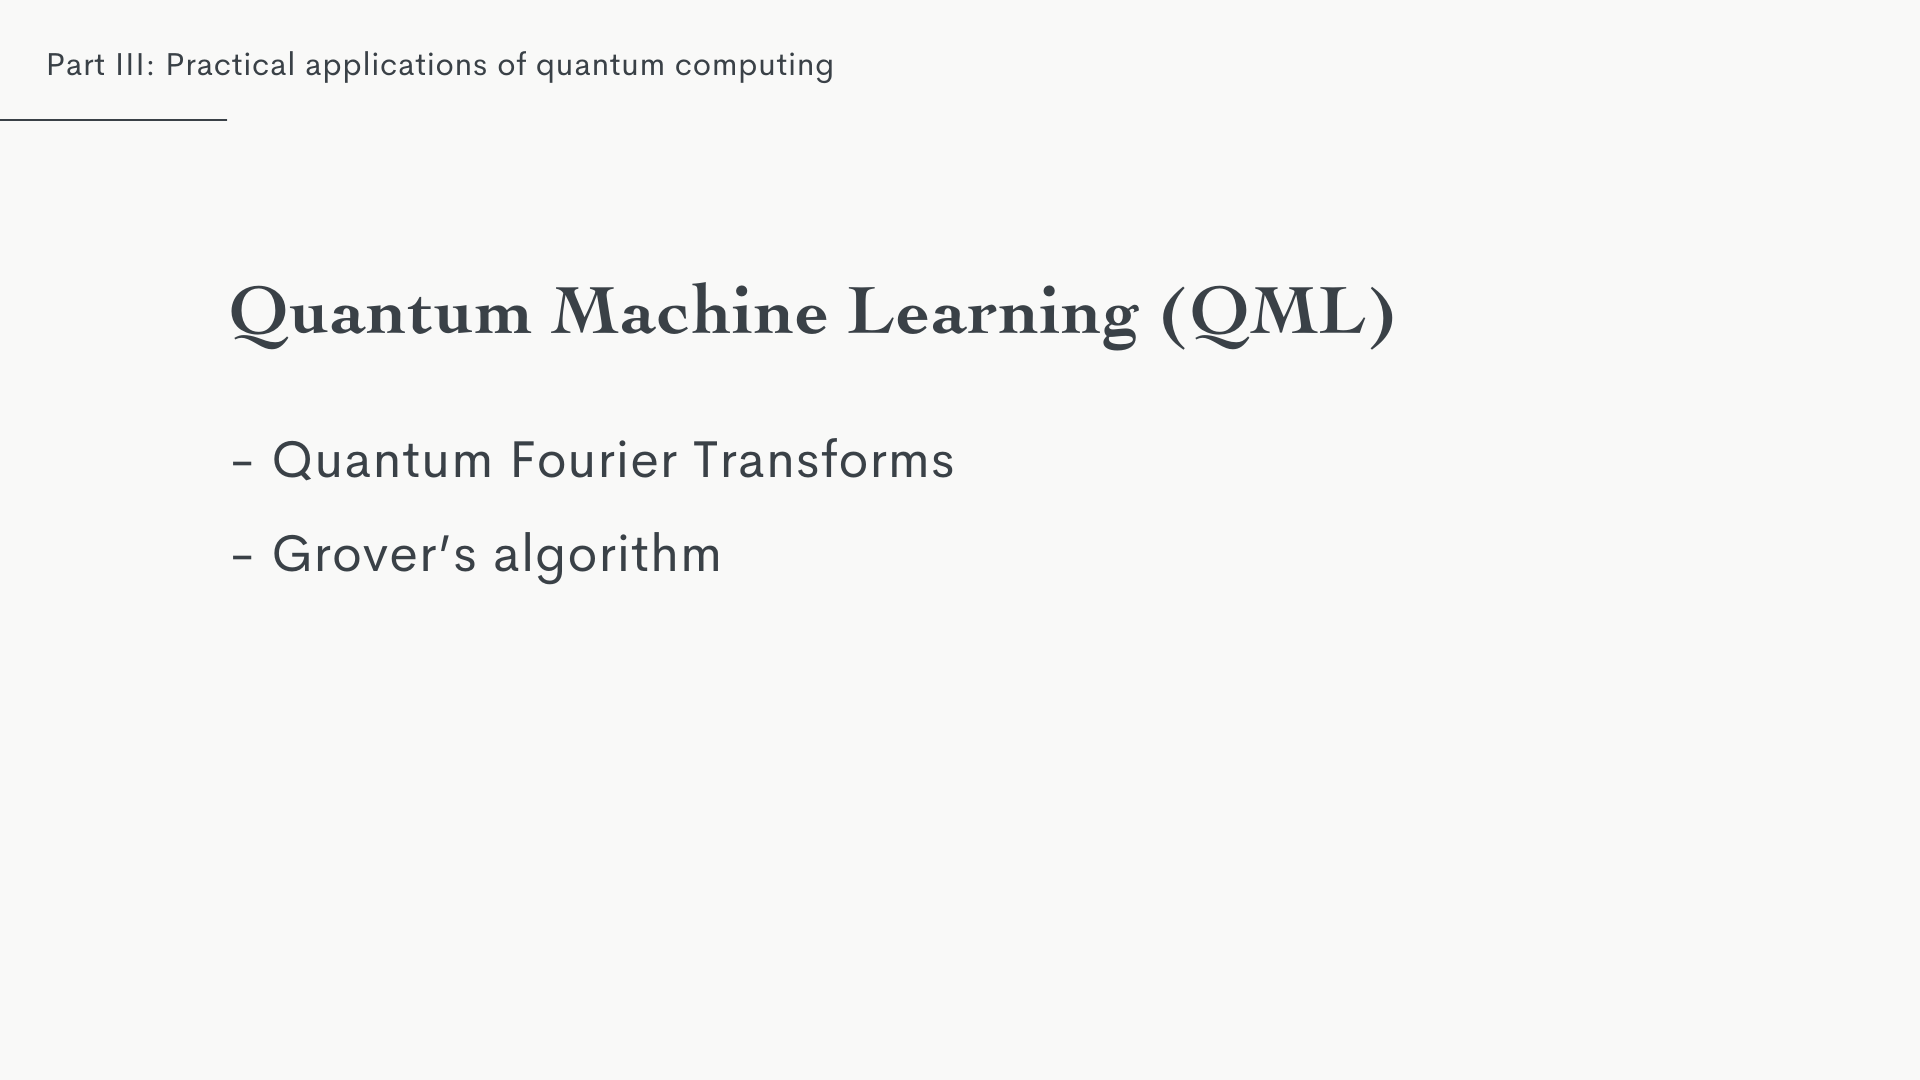 Part III: Practical applications of quantum computing
Quantum Machine Learning (QML)
- Quantum Fourier Transforms
- Grover's algorithm